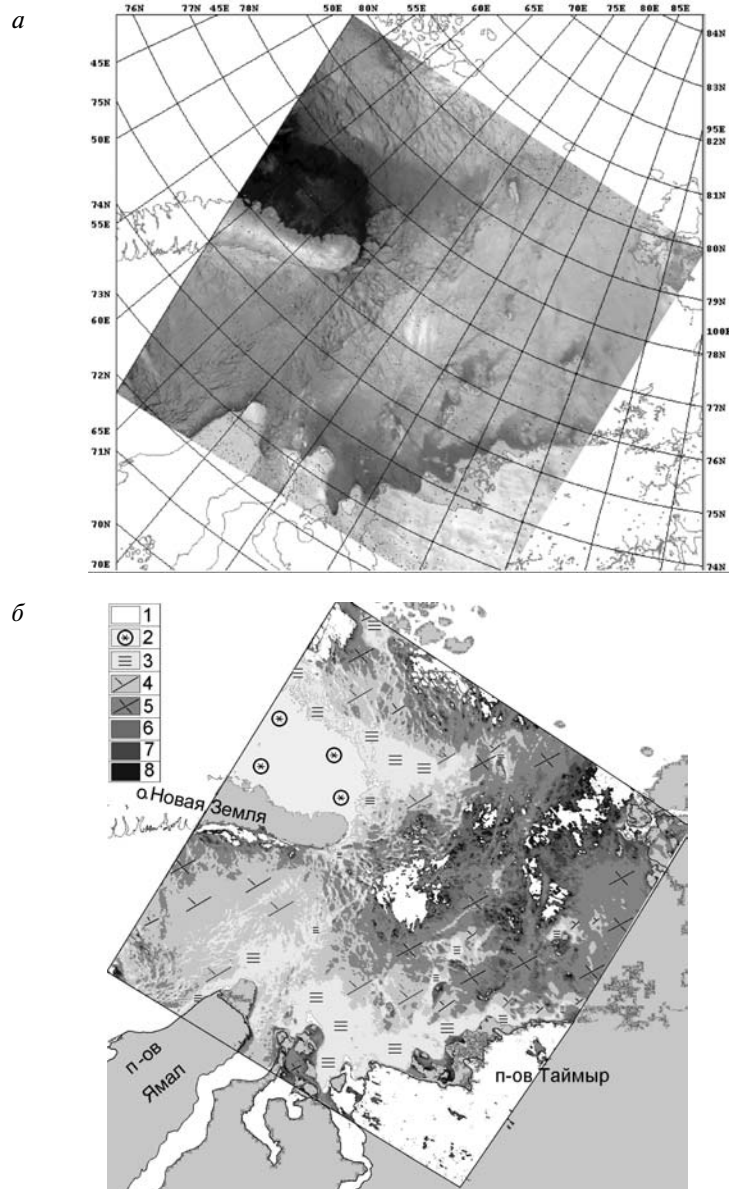 а
76N 77N 45E 78N 79N 50E 80N 55E 60E 65E 70E 75E 80E 85E
84N
45E
83N
75N
95E
50E
82N
81N
74N
55E
80N
73N
79N
60E
100E
78N
72N
77N
65E
76N
71N
75N
70N
70E
74N
б
1
2
3
4
5
6
7
8
о.Новая Земля
п-ов
Ямал
п-ов Таймыр